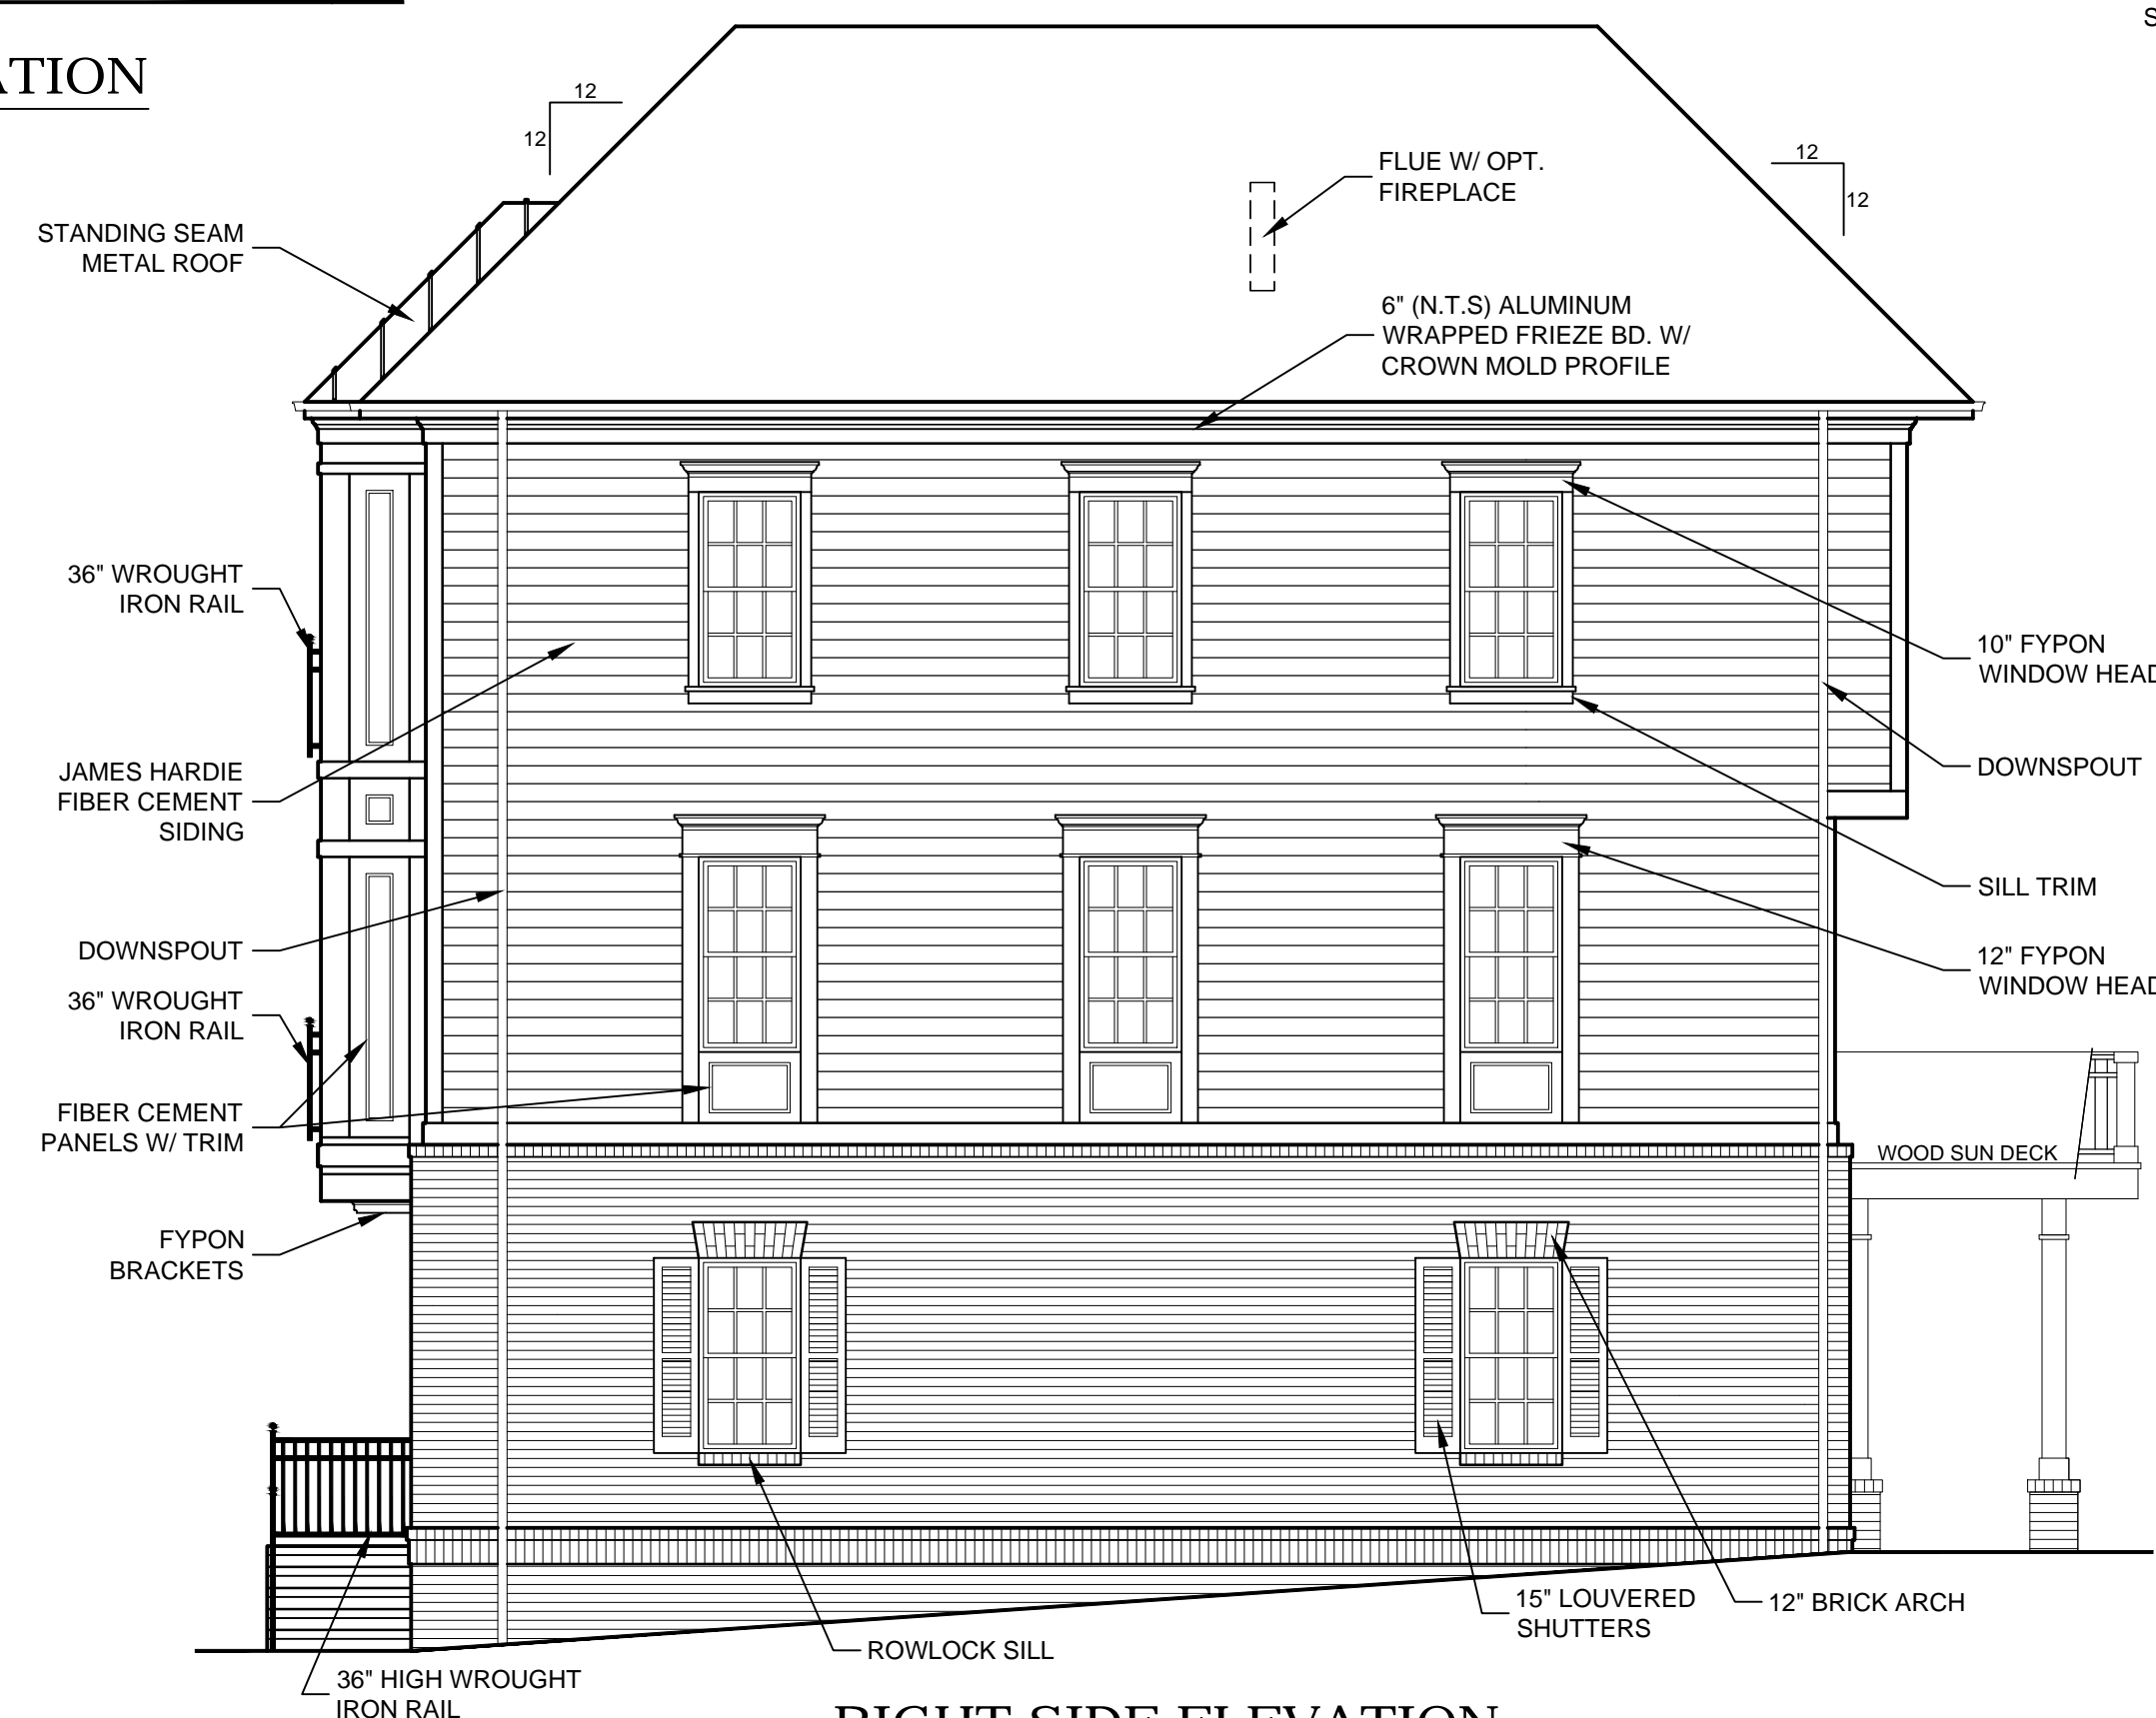 S
ATION
12
12
12
12
FLUE W/ OPT.
FIREPLACE
STANDING SEAM
METAL ROOF
6" (N.T.S) ALUMINUM
WRAPPED FRIEZE BD. W/
CROWN MOLD PROFILE
36" WROUGHT
IRON RAIL
10" FYPON
WINDOW HEAD
JAMES HARDIE
FIBER CEMENT
SIDING
DOWNSPOUT
SILL TRIM
DOWNSPOUT
12" FYPON
WINDOW HEAD
36" WROUGHT
IRON RAIL
FIBER CEMENT
PANELS W/ TRIM
WOOD SUN DECK
FYPON
BRACKETS
15" LOUVERED
SHUTTERS
12" BRICK ARCH
ROWLOCK SILL
36" HIGH WROUGHT
IRON RAIL
RIGHT SIDE ELEVATION